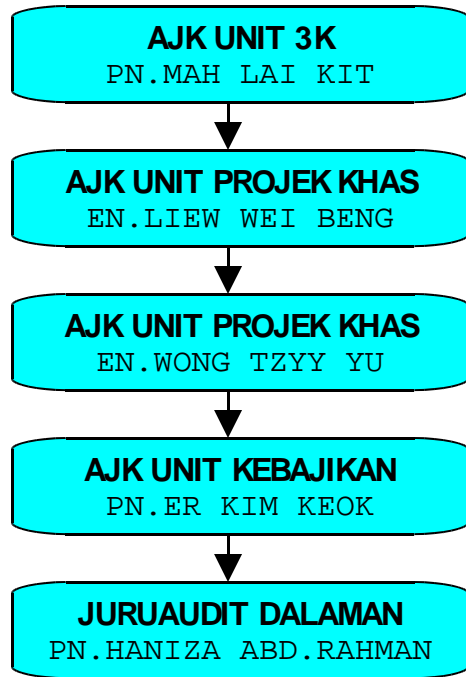 AJK UNIT 3K
PN.MAH LAI KIT
AJK UNIT PROJEK KHAS
EN.LIEW WEI BENG
AJK UNIT PROJEK KHAS
EN.WONG TZYY YU
AJK UNIT KEBAJIKAN
PN.ER KIM KEOK
JURUAUDIT DALAMAN
PN.HANIZA ABD.RAHMAN